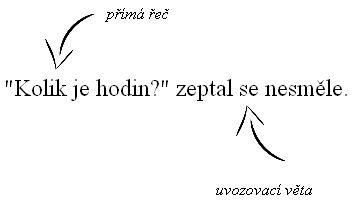 přímá řeč
"Kolik je hodin?" zeptal se nesměle.
uvozovací věta